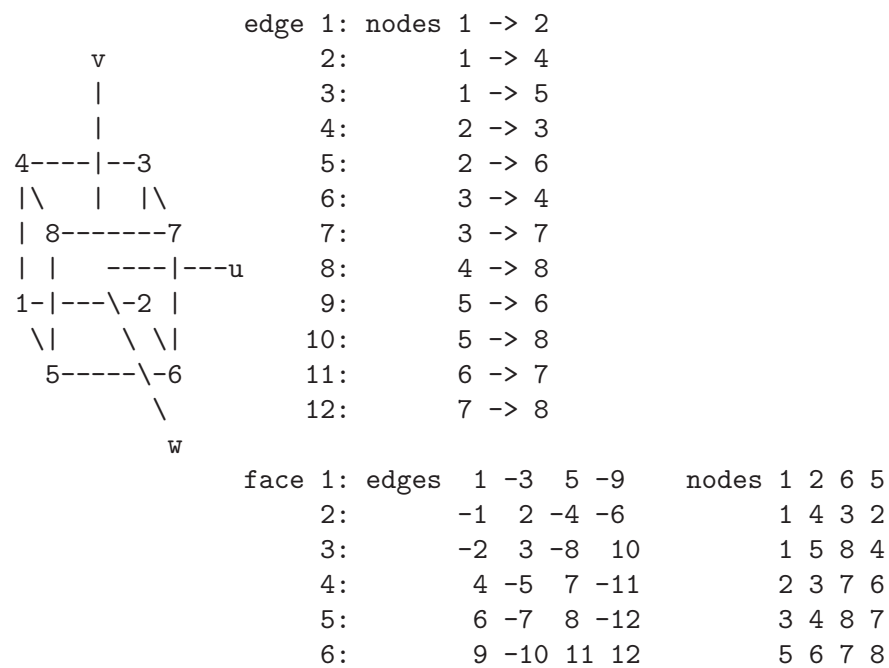 edge 1: nodes 1 -> 2
     v              2:       1 -> 4
     |              3:       1 -> 5
     |              4:       2 -> 3
4----|--3           5:       2 -> 6
|\   |  |\          6:       3 -> 4
| 8-------7         7:       3 -> 7
| |   ----|---u     8:       4 -> 8
1-|---\-2 |         9:       5 -> 6
 \|    \ \|        10:       5 -> 8
  5-----\-6        11:       6 -> 7
         \         12:       7 -> 8
          w
               face 1: edges  1 -3  5 -9    nodes 1 2 6 5
                    2:       -1  2 -4 -6          1 4 3 2
                    3:       -2  3 -8  10         1 5 8 4
                    4:        4 -5  7 -11         2 3 7 6
                    5:        6 -7  8 -12         3 4 8 7
                    6:        9 -10 11 12         5 6 7 8